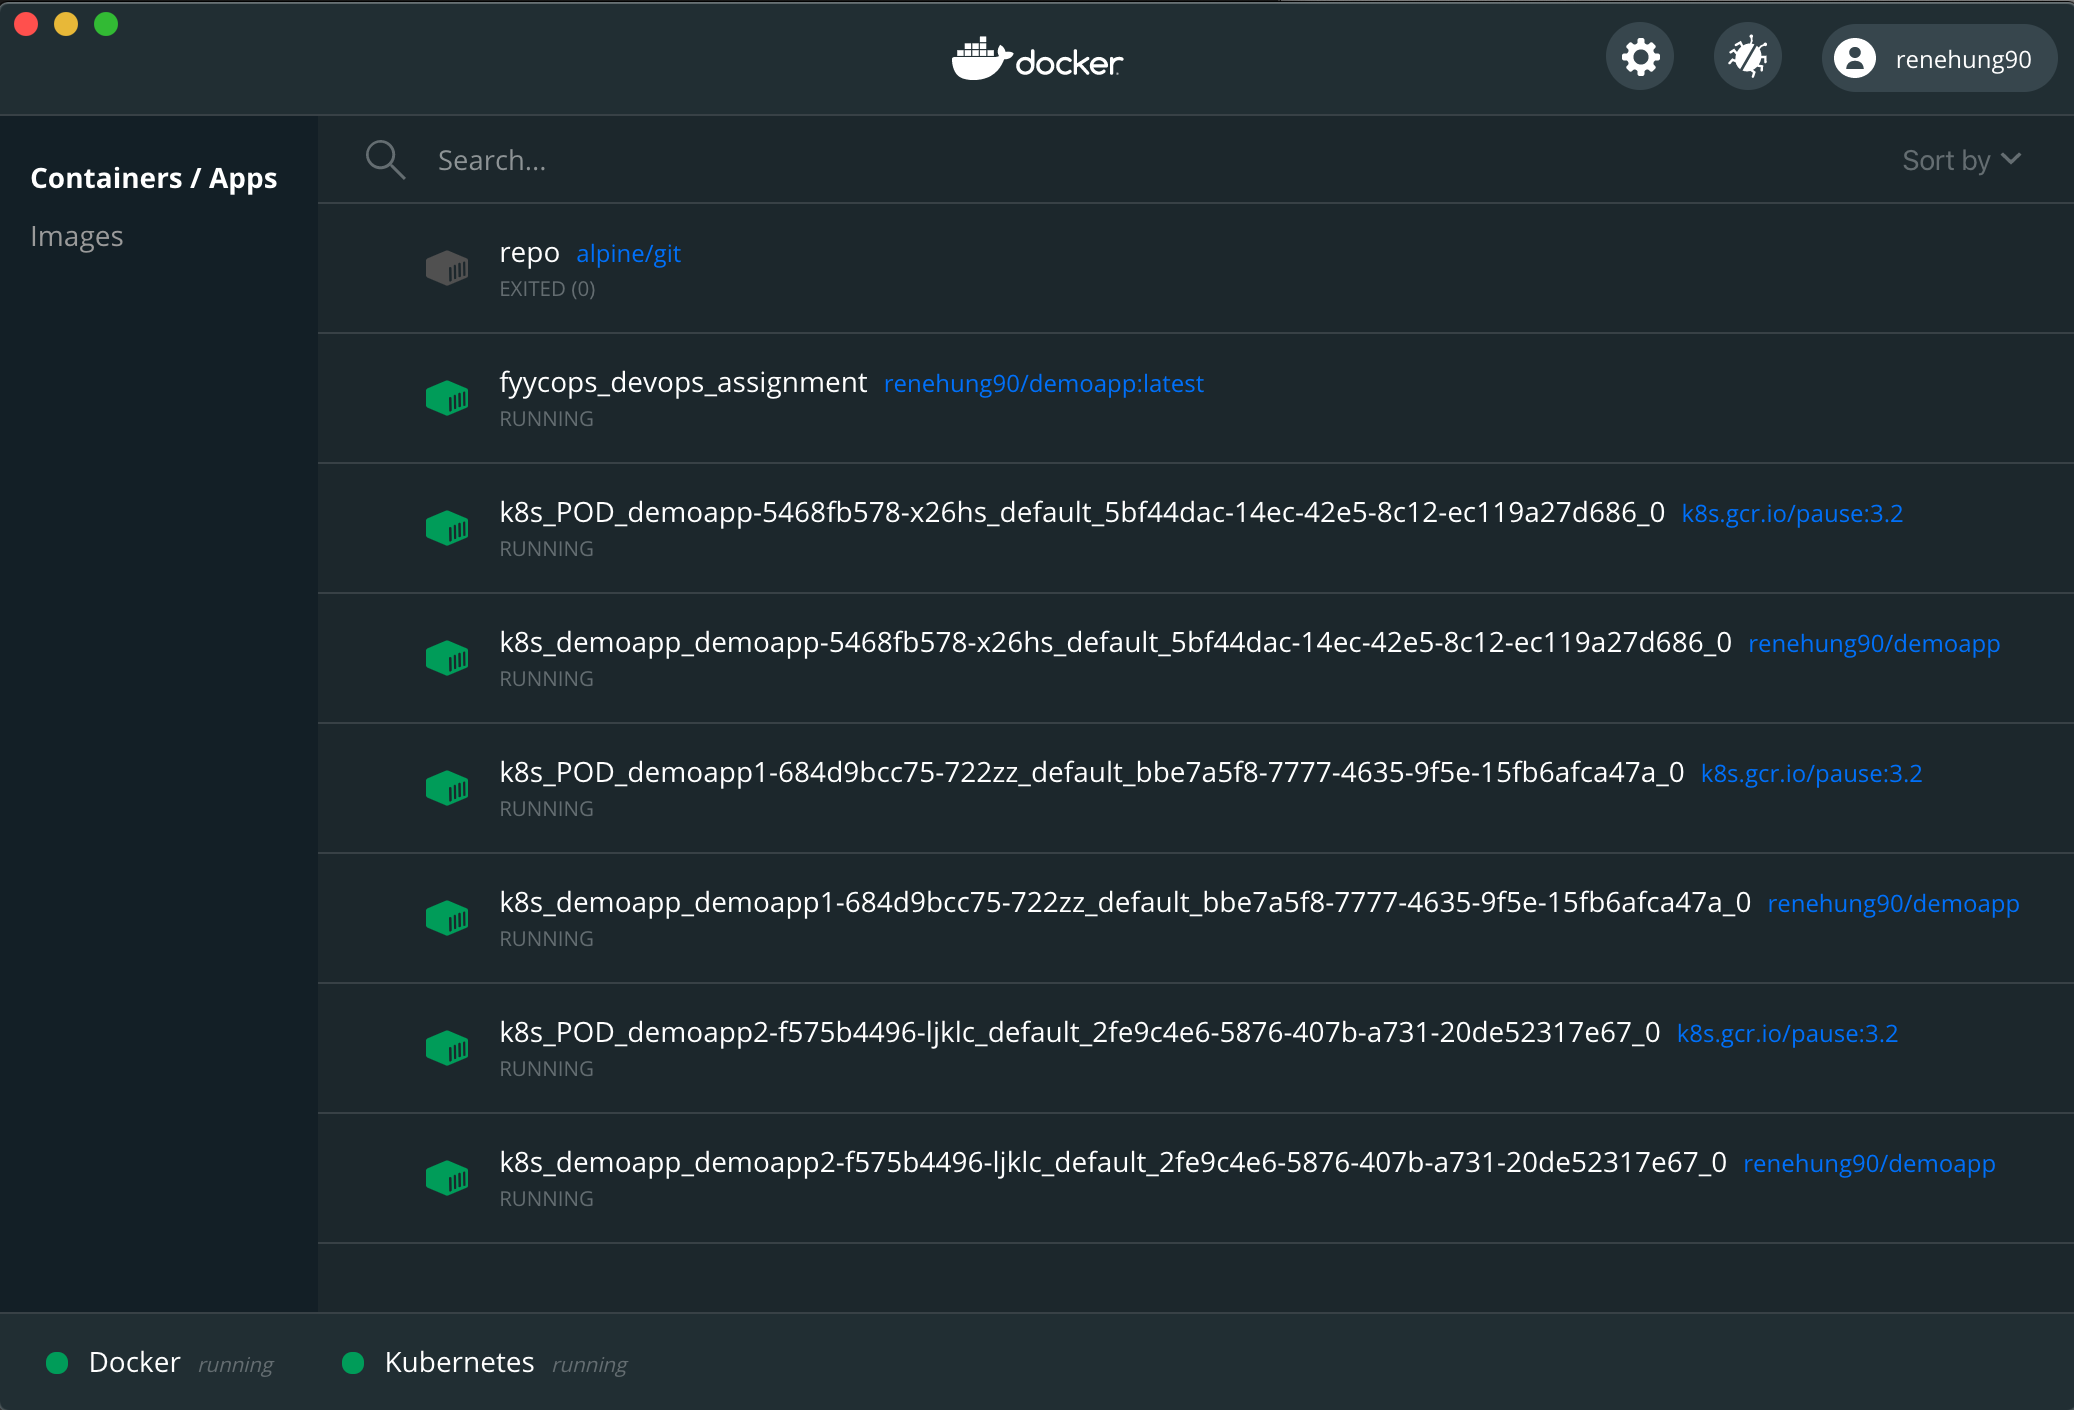 docker
renehung90
Containers / Apps
Images
Search...
Sort by
repo alpine/git
EXITED (0)
fyycops_devops_assignment renehung90/demoapp:latest
RUNNING
k8s_POD_demoapp-5468fb578-x26hs_default_5bf44dac-14ec-42e5-8c12-ec119a27d686_0 k8s.gcr.io/pause:3.2
RUNNING
k8s_demoapp_demoapp-5468fb578-x26hs_default_5bf44dac-14ec-42e5-8c12-ec119a27d686_0 renehung90/demoapp
RUNNING
k8s_POD_demoapp1-684d9bcc75-722zz_default_bbe7a5f8-7777-4635-9f5e-15fb6afca47a_0 k8s.gcr.io/pause:3.2
RUNNING
k8s_demoapp_demoapp1-684d9bcc75-722zz_default_bbe7a5f8-7777-4635-9f5e-15fb6afca47a_0 renehung90/demoapp
RUNNING
k8s_POD_demoapp2-f575b4496-ljklc_default_2fe9c4e6-5876-407b-a731-20de52317e67_0 k8s.gcr.io/pause:3.2
RUNNING
k8s_demoapp_demoapp2-f575b4496-ljklc_default_2fe9c4e6-5876-407b-a731-20de52317e67_0 renehung90/demoapp
RUNNING
Docker running
Kubernetes running